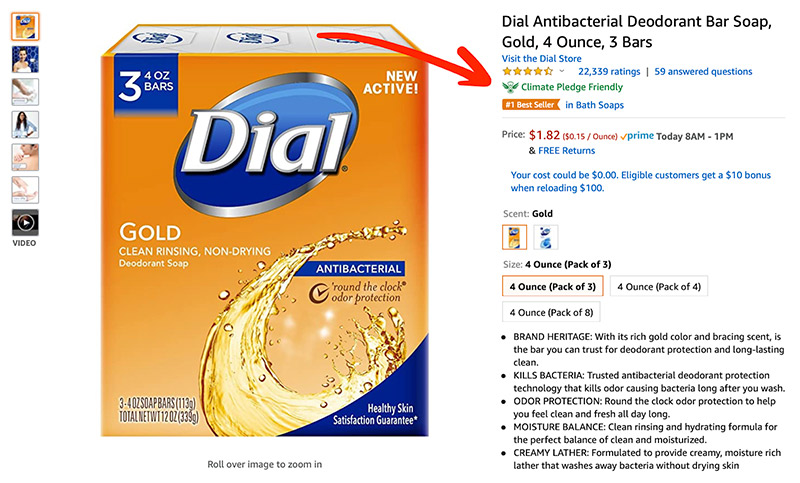 3 4 OZ
BARS
NEW
ACTIVE!
Dial®
GOLD
CLEAN RINSING, NON-DRYING
Deodorant Soap
ANTIBACTERIAL
'round the clock®
odor protection
3-4 OZ SOAP BARS (113g)
TOTAL NET WT 12 OZ (339g)
Healthy Skin
Satisfaction Guarantee*
VIDEO
Roll over image to zoom in
Dial Antibacterial Deodorant Bar Soap,
Gold, 4 Ounce, 3 Bars
Visit the Dial Store
22,339 ratings | 59 answered questions
Climate Pledge Friendly
#1 Best Seller in Bath Soaps
Price: $1.82 ($0.15 / Ounce) prime Today 8AM - 1PM
& FREE Returns
Your cost could be $0.00. Eligible customers get a $10 bonus
when reloading $100.
Scent: Gold
Size: 4 Ounce (Pack of 3)
4 Ounce (Pack of 3) 4 Ounce (Pack of 4)
4 Ounce (Pack of 8)
• BRAND HERITAGE: With its rich gold color and bracing scent, is
the bar you can trust for deodorant protection and long-lasting
clean.
• KILLS BACTERIA: Trusted antibacterial deodorant protection
technology that kills odor causing bacteria long after you wash.
• ODOR PROTECTION: Round the clock odor protection to help
you feel clean and fresh all day long.
• MOISTURE BALANCE: Clean rinsing and hydrating formula for
the perfect balance of clean and moisturized.
• CREAMY LATHER: Formulated to provide creamy, moisture rich
lather that washes away bacteria without drying skin